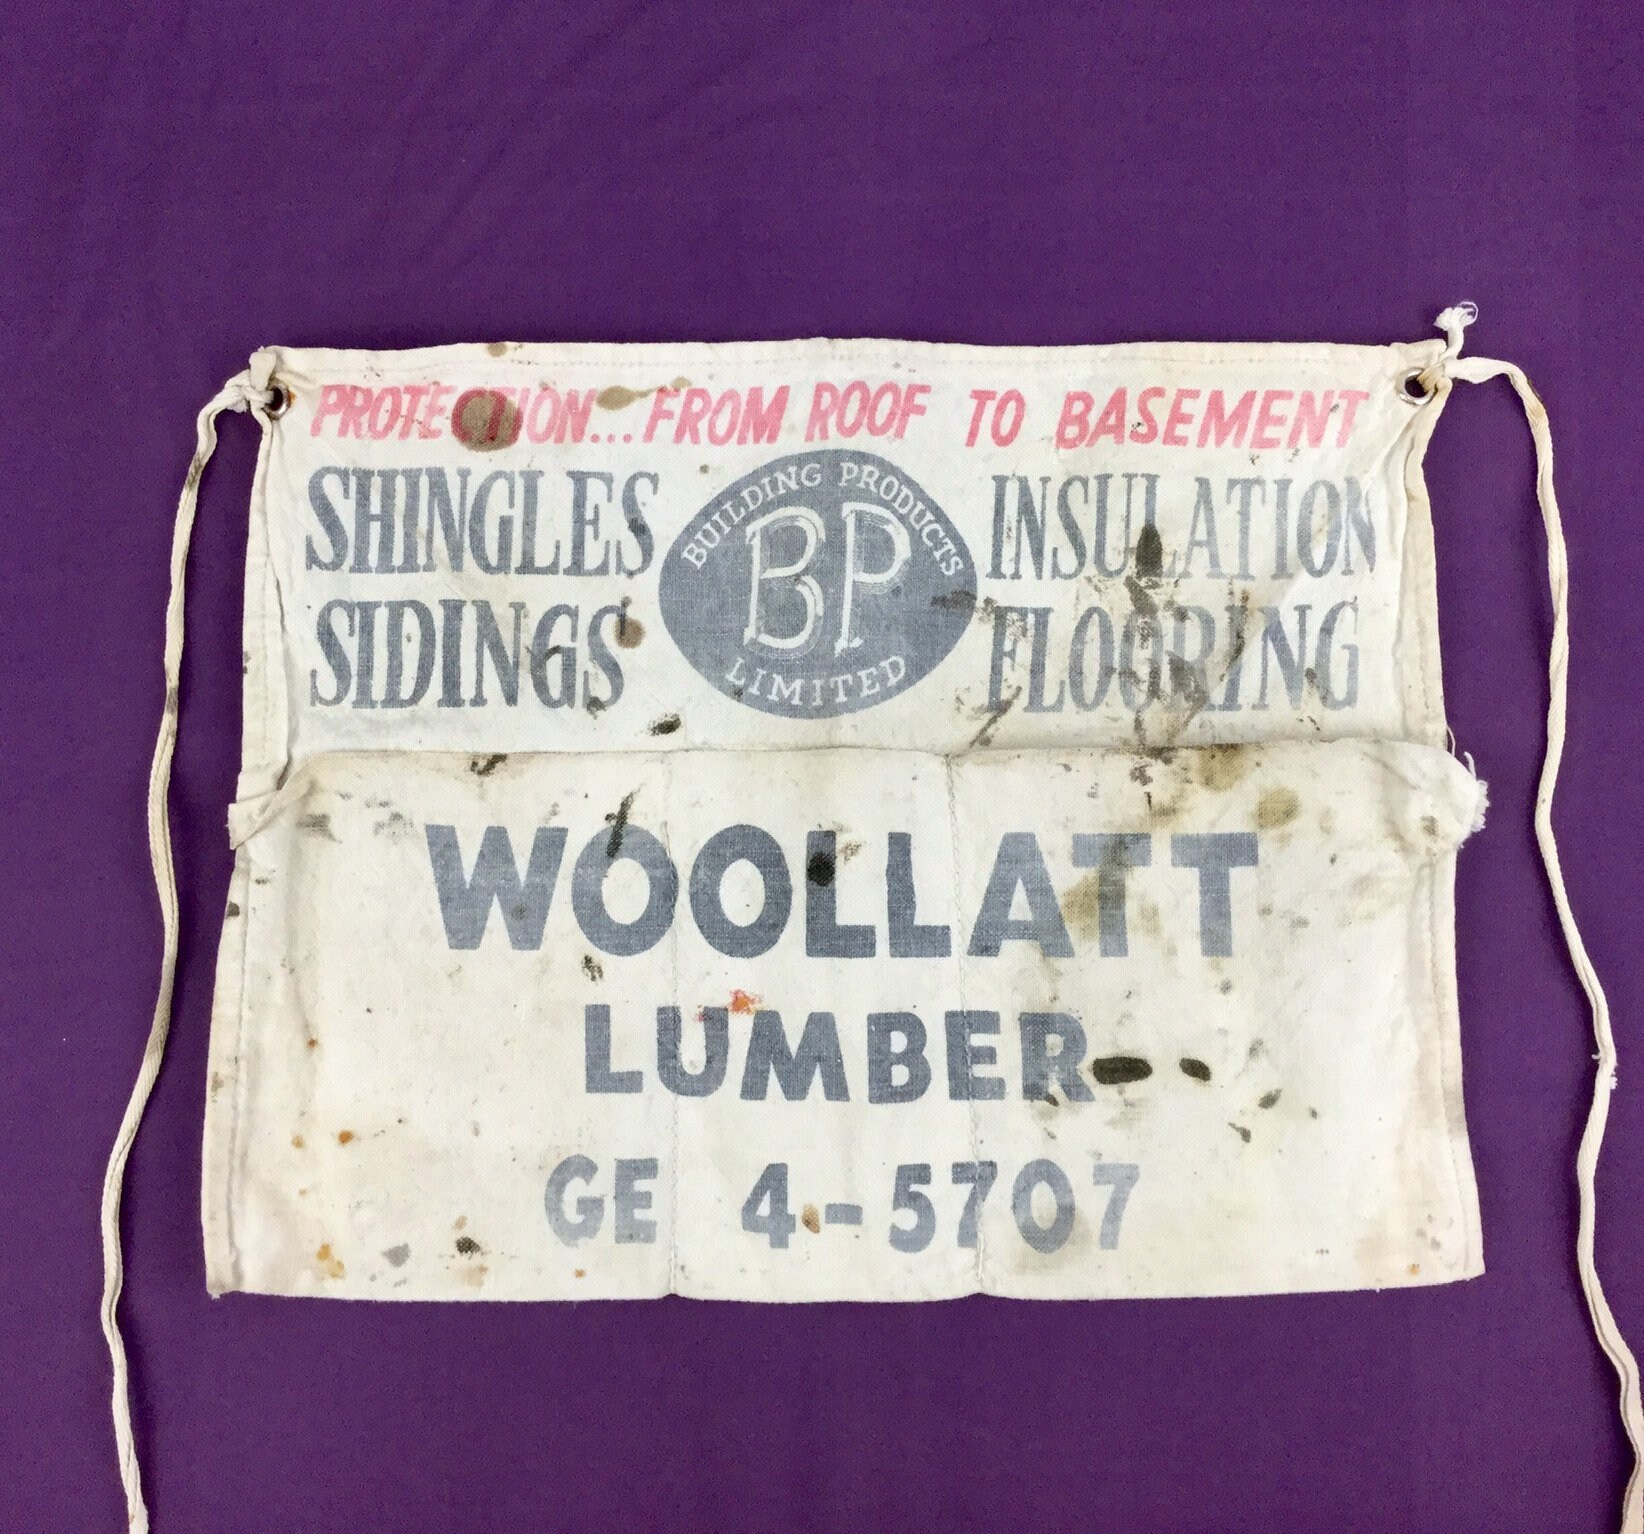 PROTECTION... FROM ROOF TO BASEMENT
SHINGLES
SIDINGS
BUILDING PRODUCTS
BP
LIMITED
INSULATION
FLOORING
WOOLLATT
LUMBER
GE 4-5707